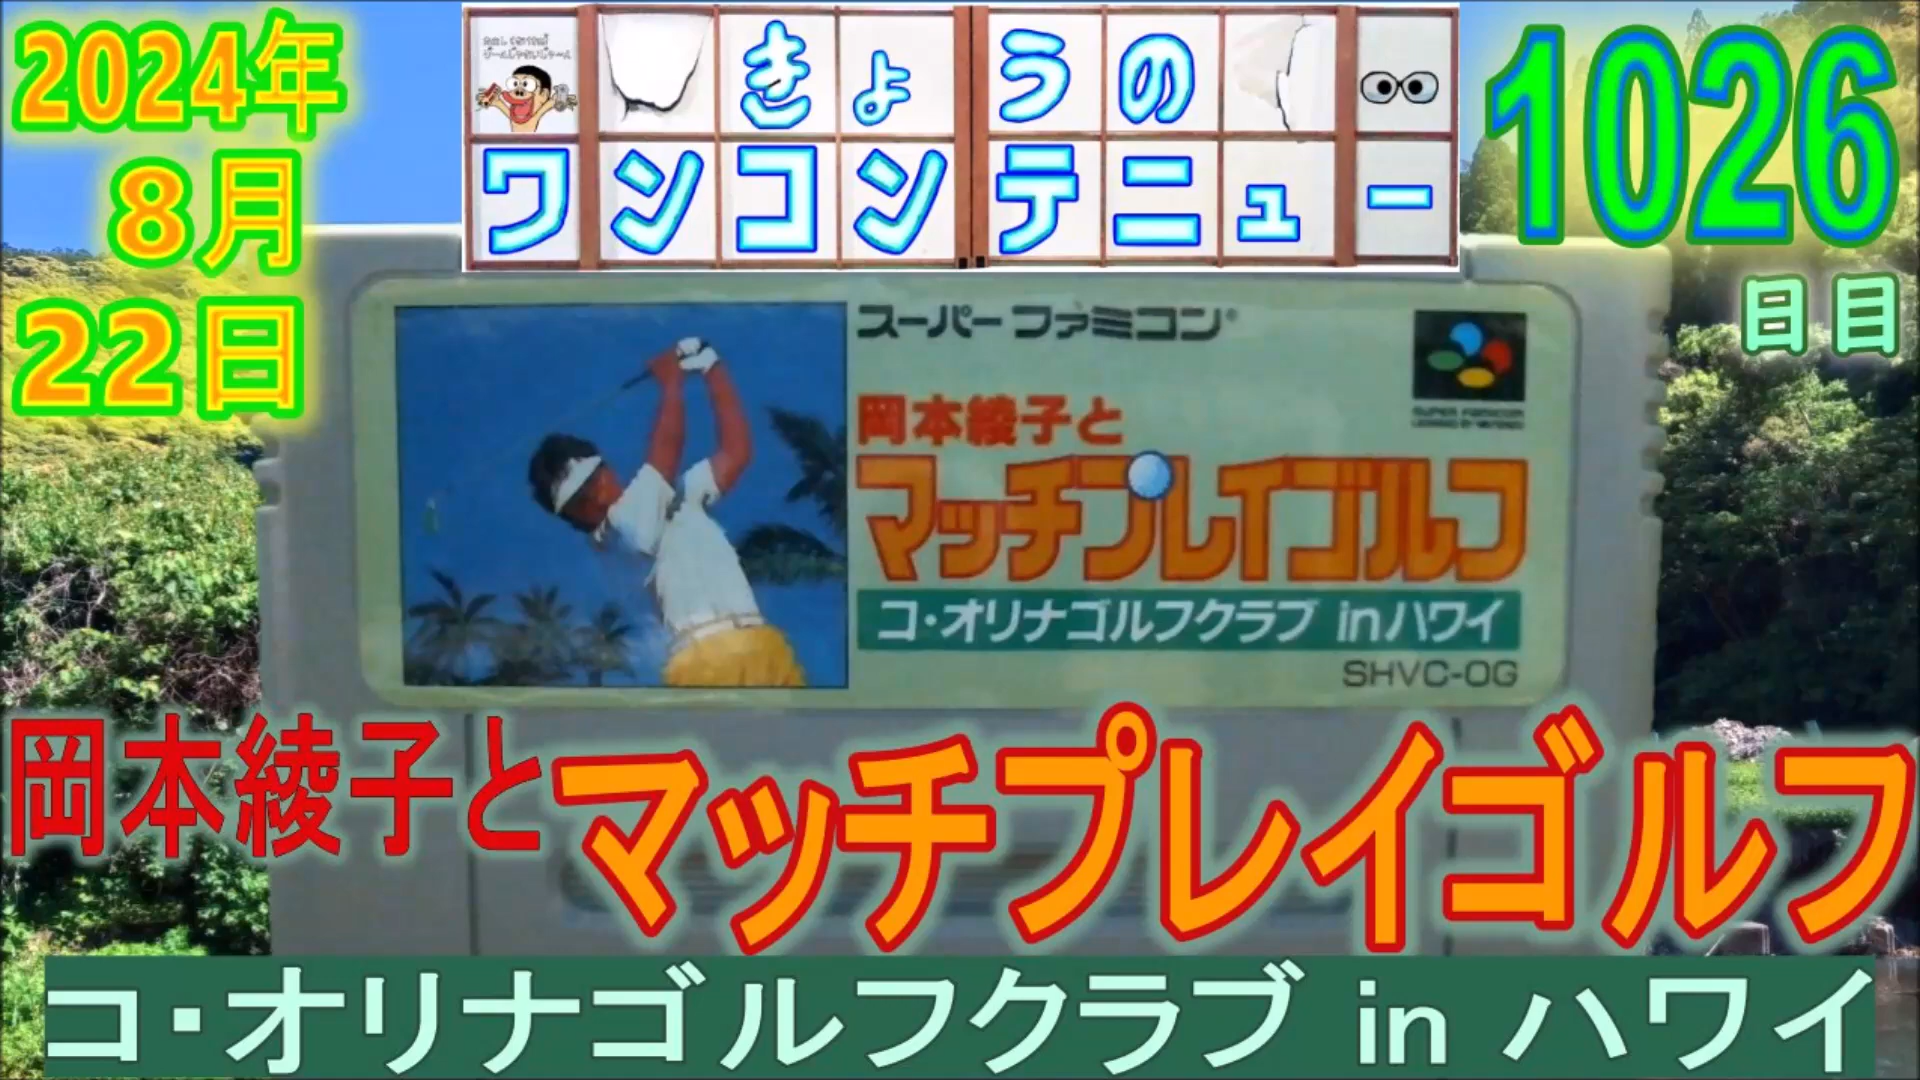 2024年
8月
22日
きょうの
ワンコンテニュー
1026
日目
スーパーファミコン
SUPER FAMICOM
岡本綾子と
マッチプレイゴルフ
コ・オリナゴルフクラブ inハワイ
SHVC-OG
岡本綾子とマッチプレイゴルフ
コ・オリナゴルフクラブ in ハワイ